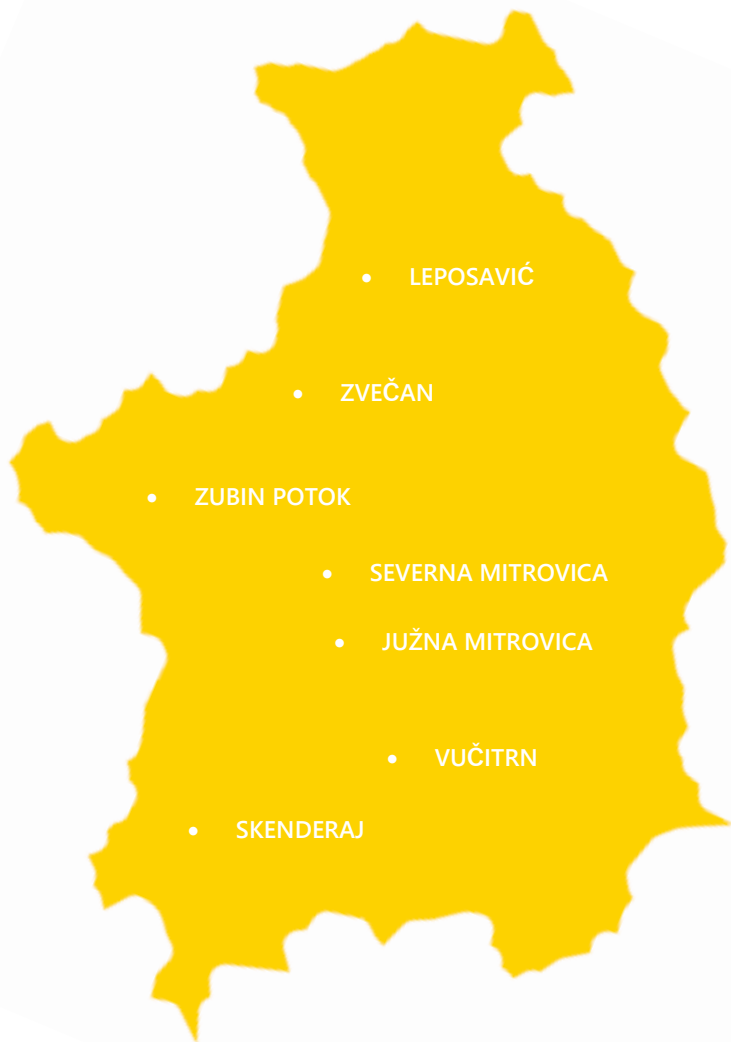 • LEPOSAVIĆ
• ZVEČAN
• ZUBIN POTOK
• SEVERNA MITROVICA
• JUŽNA MITROVICA
• VUČITRN
• SKENDERAJ